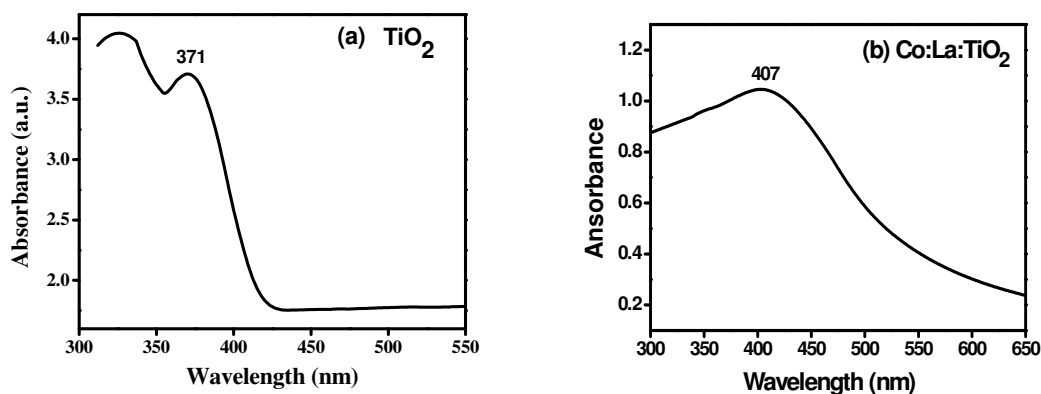 (a) TiO2
371
4.0
3.5
3.0
2.5
2.0
Absorbance (a.u.)
300 350 400 450 500 550
Wavelength (nm)
(b) Co:La:TiO2
407
1.2
1.0
0.8
0.6
0.4
0.2
Ansorbance
300 350 400 450 500 550 600 650
Wavelength (nm)